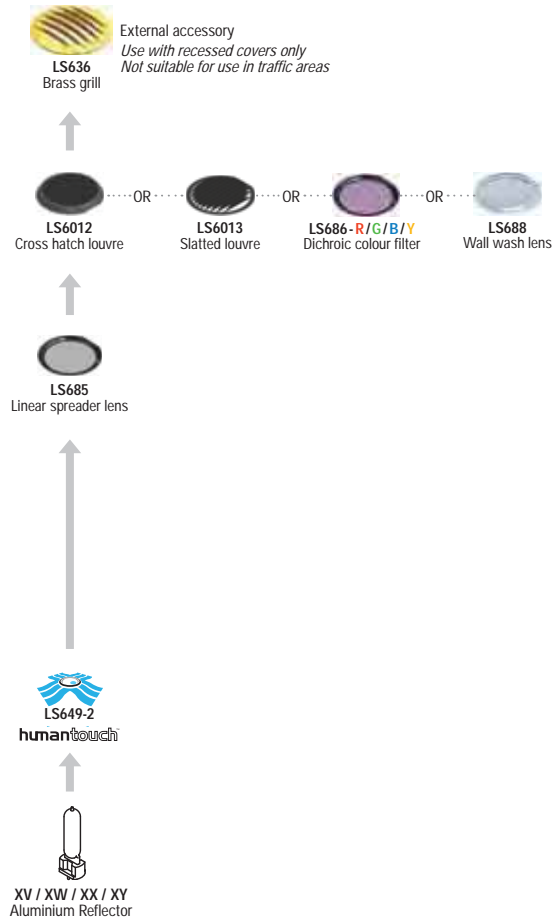 External accessory
Use with recessed covers only
Not suitable for use in traffic areas
LS636
Brass grill
OR OR OR
LS6012 LS6013 LS686-R/G/B/Y LS688
Cross hatch louvre Slatted louvre Dichroic colour filter Wall wash lens
LS685
Linear spreader lens
LS649-2
humantouch™
XV / XW / XX / XY
Aluminium Reflector